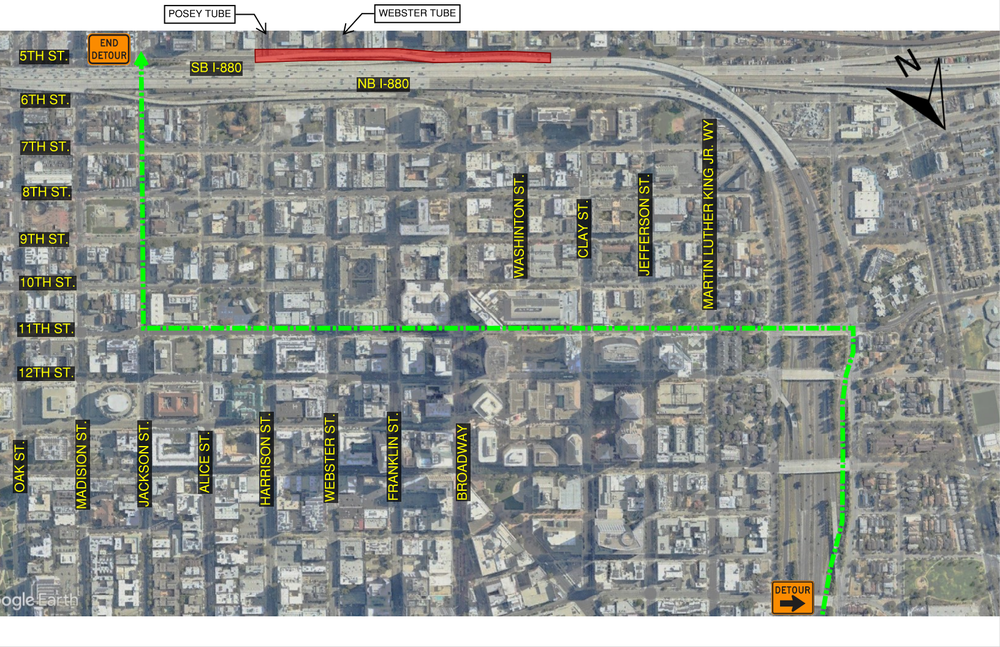 POSEY TUBE
WEBSTER TUBE
END
DETOUR
5TH ST.
SB I-880
NB I-880
N
6TH ST.
7TH ST.
8TH ST.
9TH ST.
10TH ST.
11TH ST.
12TH ST.
WASHINTON ST.
CLAY ST.
JEFFERSON ST.
MARTIN LUTHER KING JR. WY
OAK ST.
MADISION ST.
JACKSON ST.
ALICE ST.
HARRISON ST.
WEBSTER ST.
FRANKLIN ST.
BROADWAY
DETOUR
oogle Earth